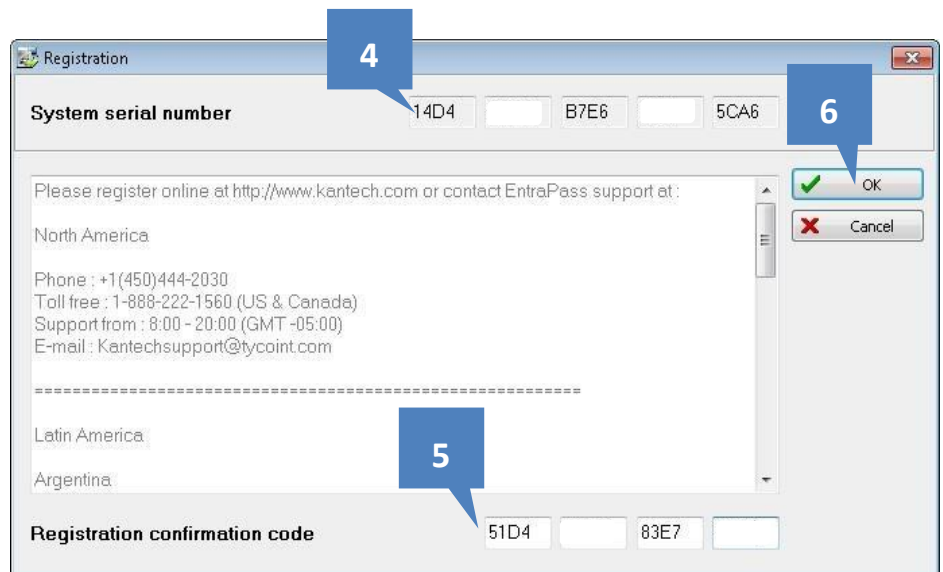 4
Registration
System serial number 14D4 B7E6 5CA6
6
Please register online at http://www.kantech.com or contact EntraPass support at :
OK
North America
Cancel
Phone : +1(450)444-2030
Toll free : 1-888-222-1560 (US & Canada)
Support from : 8:00 - 20:00 (GMT -05:00)
E-mail : Kantechsupport@tycoint.com
==========================================================
Latin America
5
Argentina
Registration confirmation code 51D4 83E7